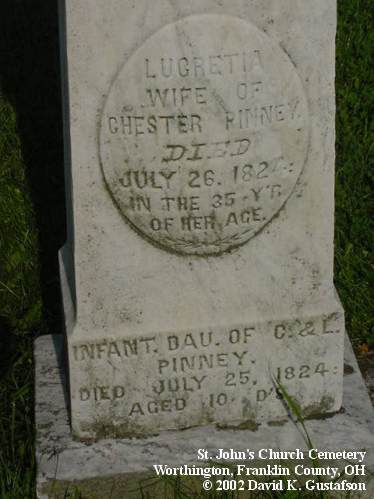 LUCRETIA
WIFE OF
CHESTER PINNEY.
DIED
JULY 26, 1824:
IN THE 35 Y'R
OF HER AGE.
INFANT. DAU. OF C. & L.
PINNEY.
DIED JULY 25, 1824:
AGED 10 D'S
St. John's Church Cemetery
Worthington, Franklin County, OH
© 2002 David K. Gustafson